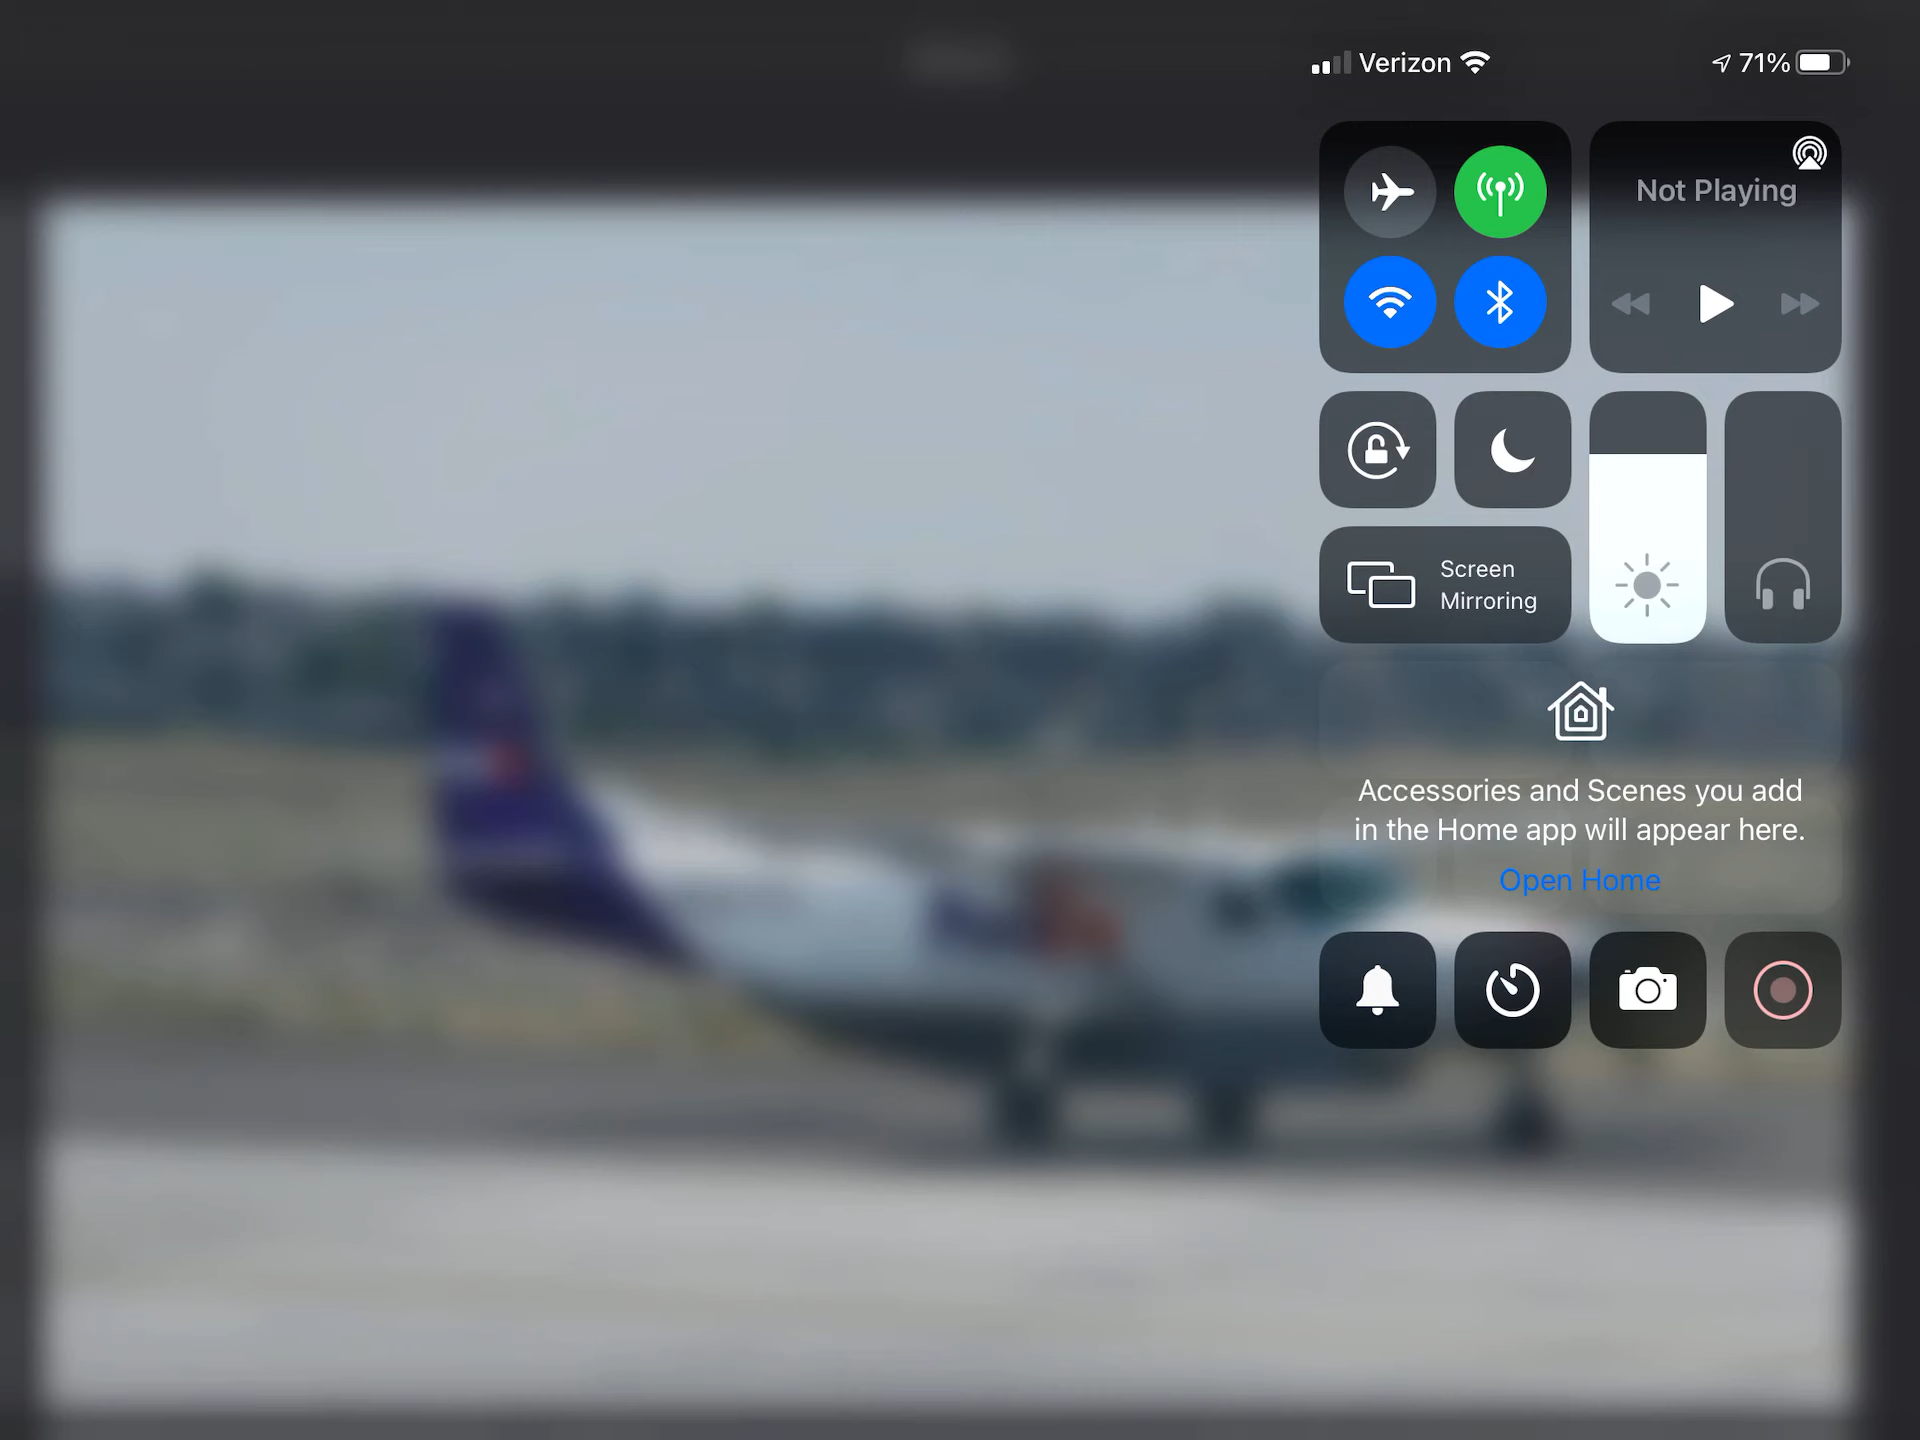 Verizon
71%
Not Playing
Screen
Mirroring
Accessories and Scenes you add
in the Home app will appear here.
Open Home